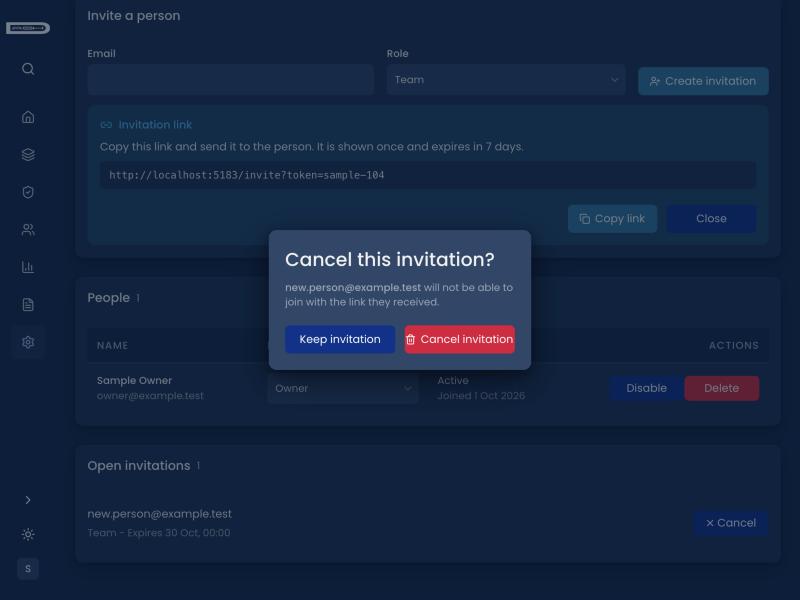 Invite a person
Email
Role
Team
Create invitation
Invitation link
Copy this link and send it to the person. It is shown once and expires in 7 days.
http://localhost:5183/invite?token=sample-104
Copy link
Close
Cancel this invitation?
new.person@example.test will not be able to
join with the link they received.
Keep invitation
Cancel invitation
People 1
NAME
ACTIONS
Sample Owner
owner@example.test
Owner
Active
Joined 1 Oct 2026
Disable
Delete
Open invitations 1
new.person@example.test
Team - Expires 30 Oct, 00:00
Cancel
S